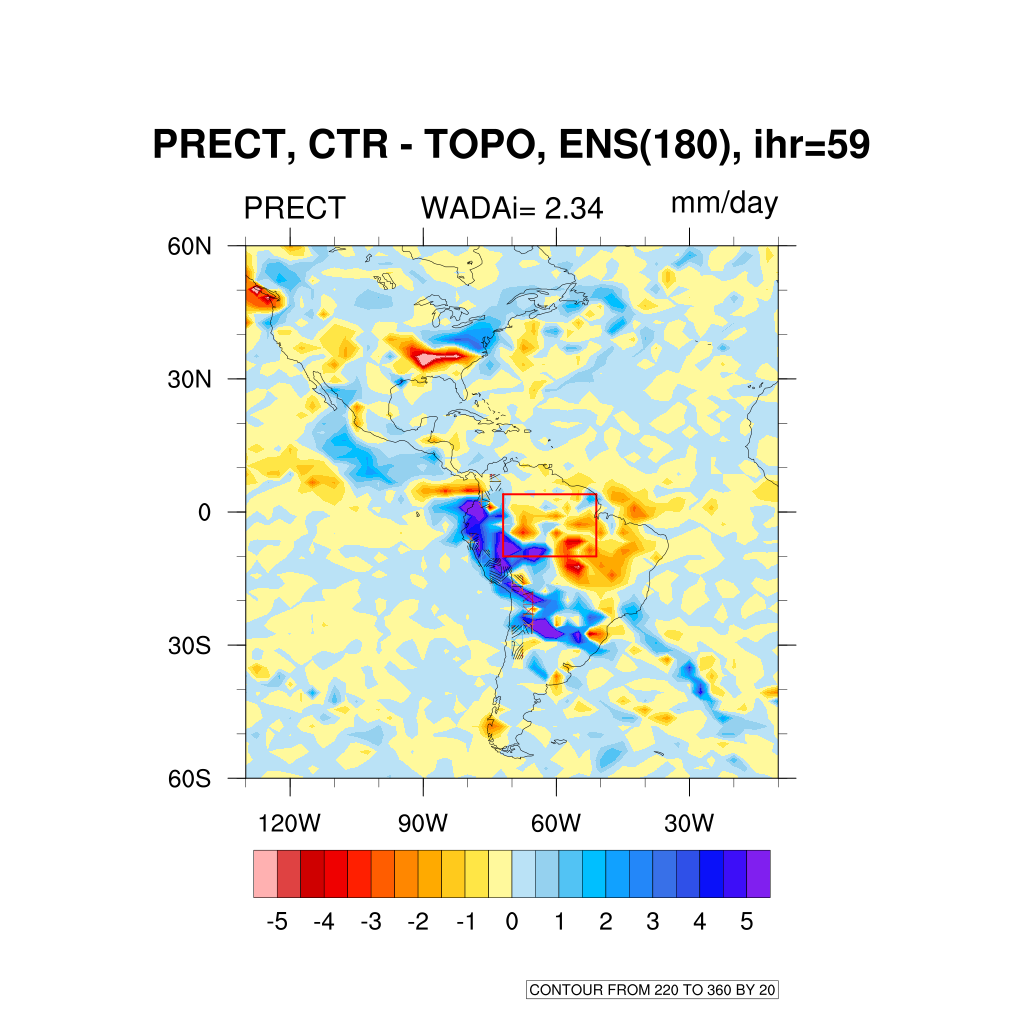 PRECT, CTR - TOPO, ENS(180), ihr=59
PRECT WADAi= 2.34 mm/day
60N
30N
0
30S
60S
120W 90W 60W 30W
-5 -4 -3 -2 -1 0 1 2 3 4 5
CONTOUR FROM 220 TO 360 BY 20